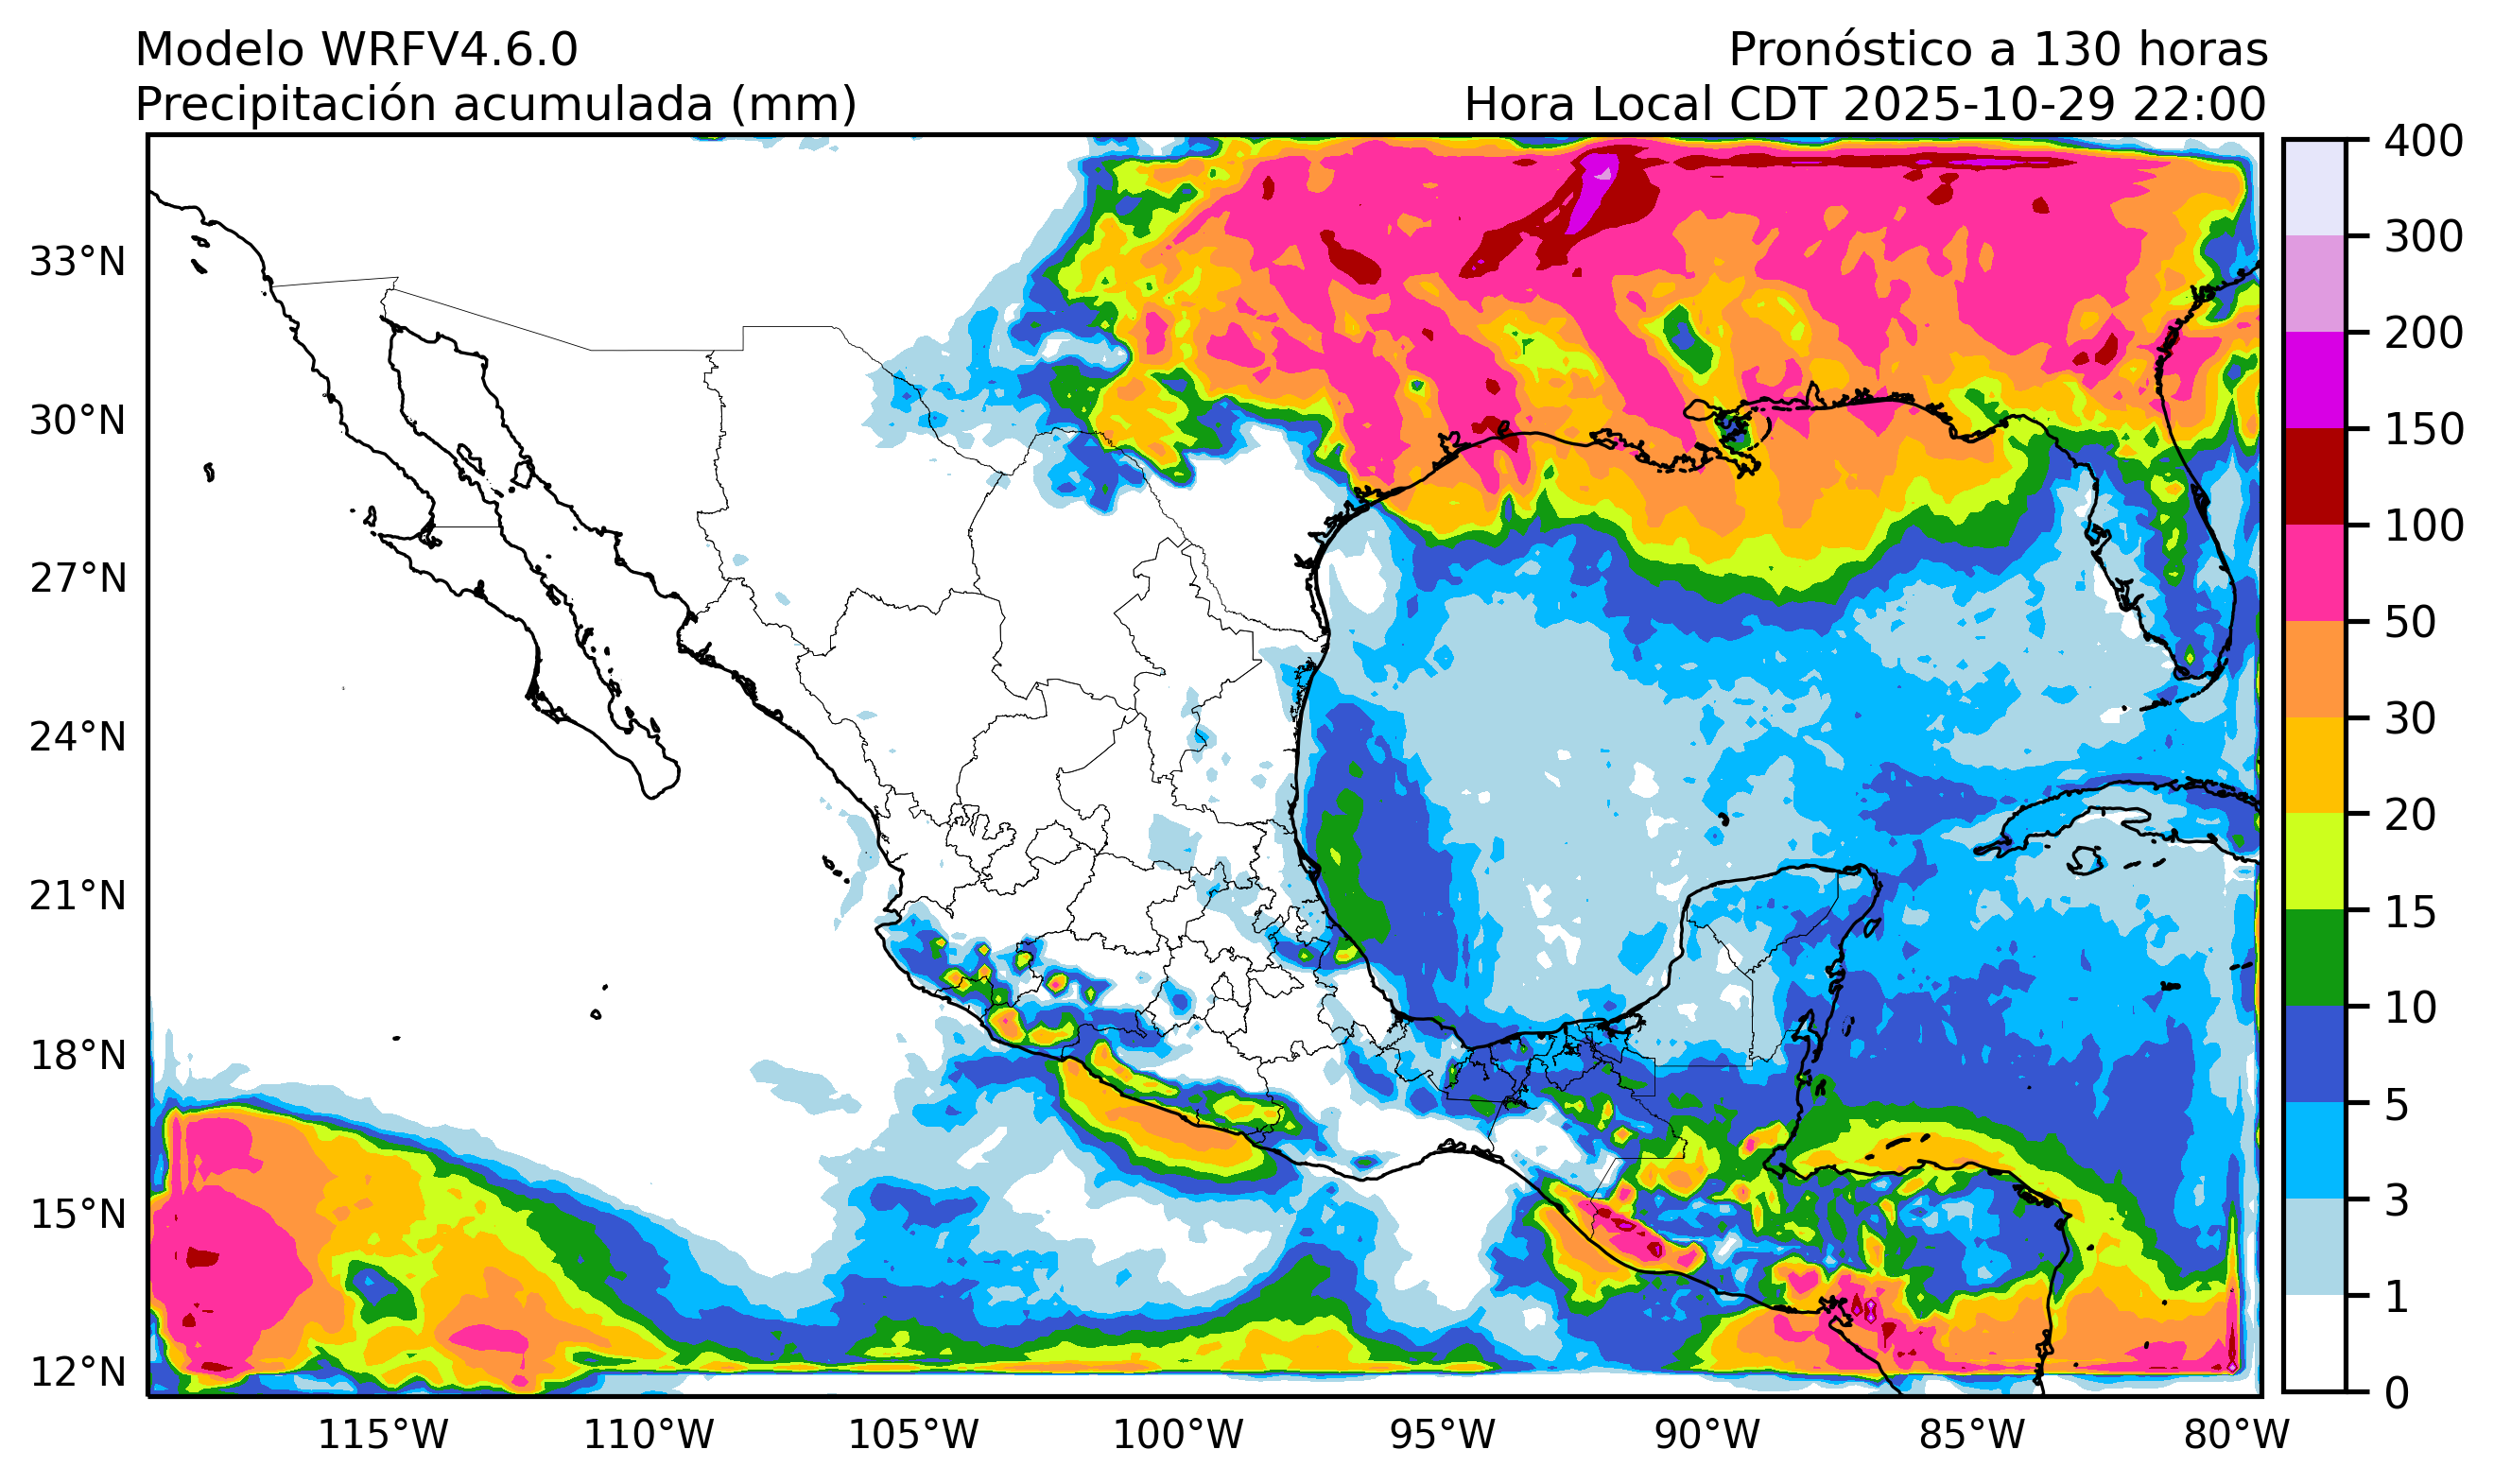 Modelo WRFV4.6.0
Pronóstico a 130 horas
Precipitación acumulada (mm)
Hora Local CDT 2025-10-29 22:00
33°N
30°N
27°N
24°N
21°N
18°N
15°N
12°N
115°W
110°W
105°W
100°W
95°W
90°W
85°W
80°W
400
300
200
150
100
50
30
20
15
10
5
3
1
0